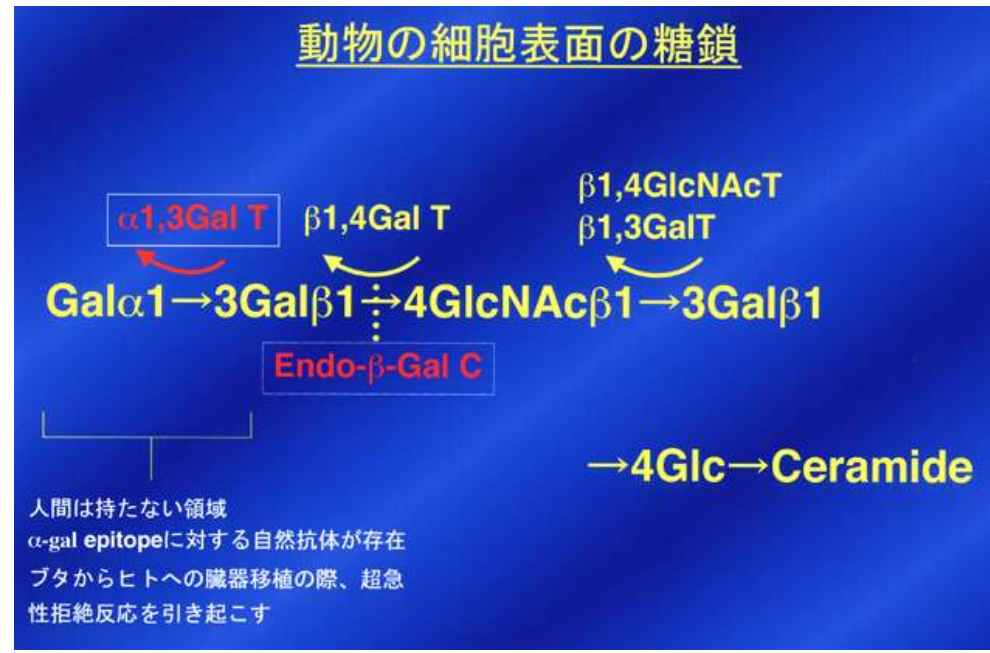 動物の細胞表面の糖鎖
β1,4GlcNAcT
α1,3Gal T β1,4Gal T β1,3GalT
Galα1→3Galβ1→4GlcNAcβ1→3Galβ1
Endo-β-Gal C
→4Glc→Ceramide
人間は持たない領域
α-gal epitopeに対する自然抗体が存在
ブタからヒトへの臓器移植の際、超急
性拒絶反応を引き起こす